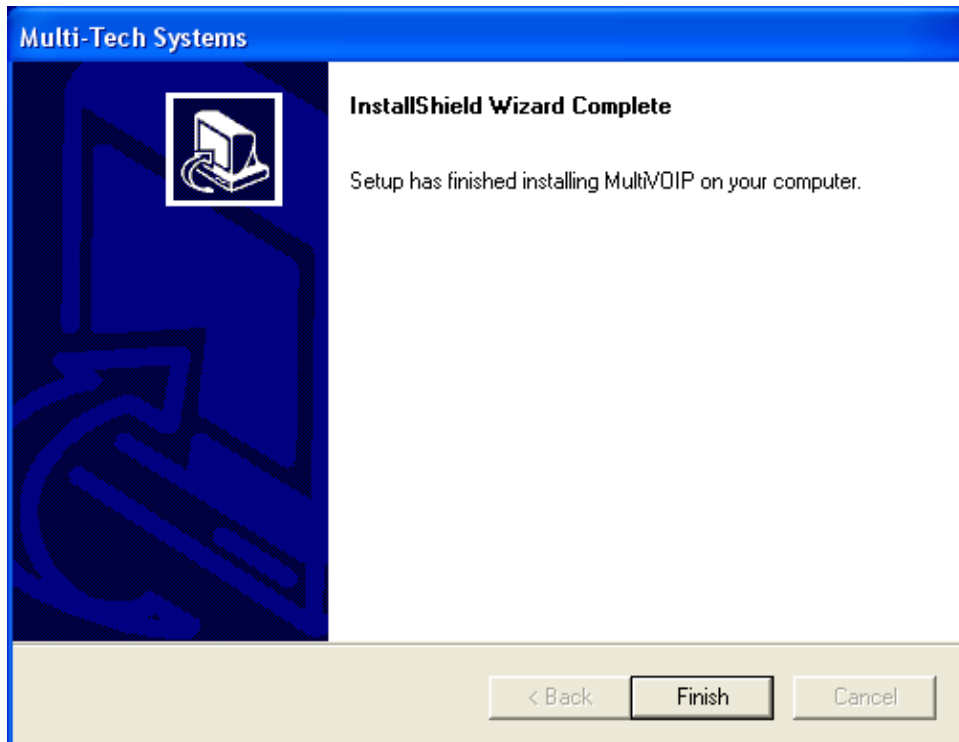 Multi-Tech Systems
InstallShield Wizard Complete
Setup has finished installing MultiVOIP on your computer.
< Back
Finish
Cancel